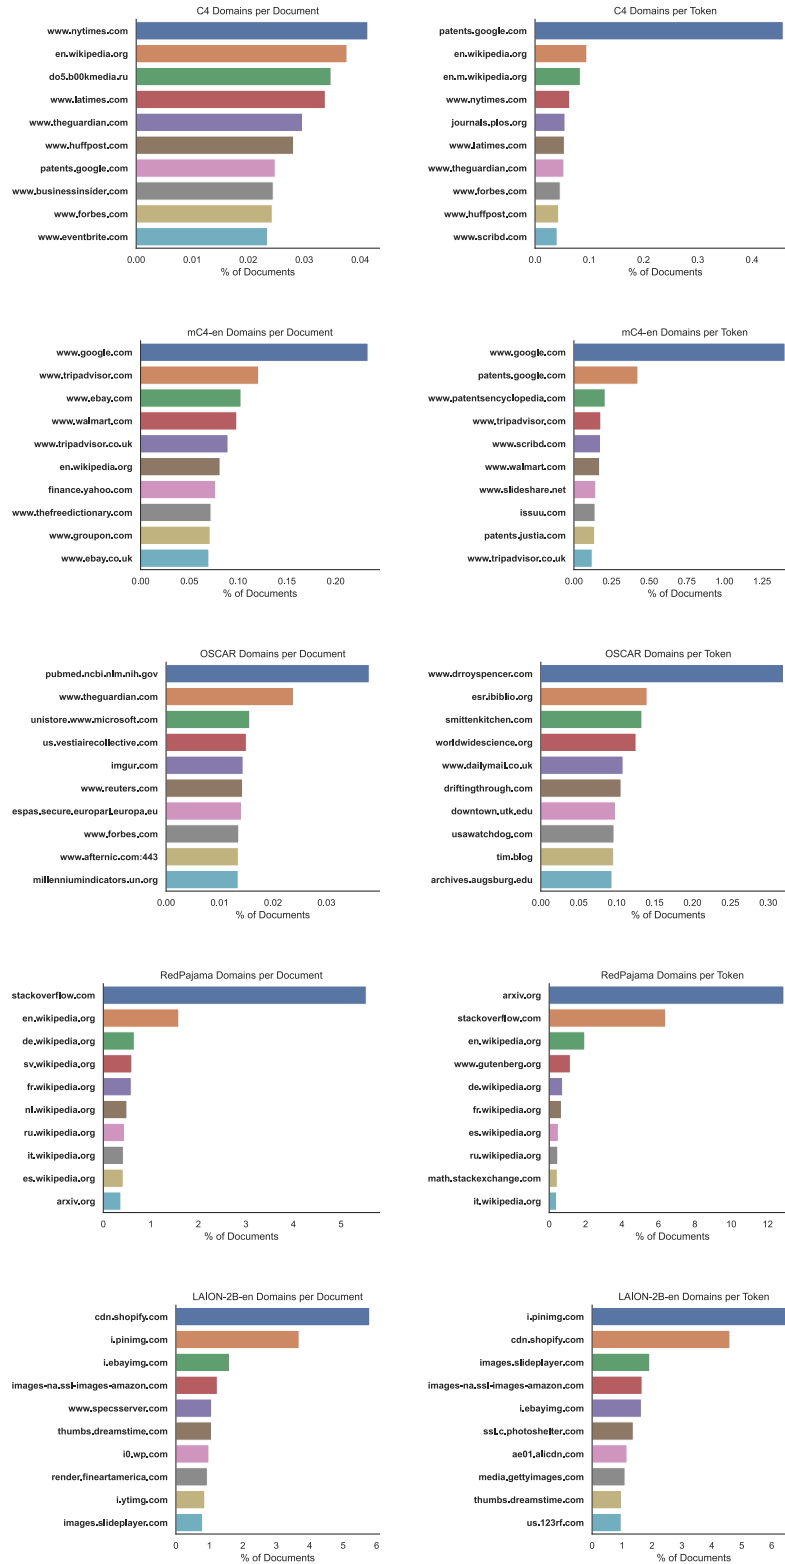 C4 Domains per Document
www.nytimes.com
en.wikipedia.org
do5.b00kmedia.ru
www.latimes.com
www.theguardian.com
www.huffpost.com
patents.google.com
www.businessinsider.com
www.forbes.com
www.eventbrite.com
0.00 0.01 0.02 0.03 0.04
% of Documents
C4 Domains per Token
patents.google.com
en.wikipedia.org
en.m.wikipedia.org
www.nytimes.com
journals.plos.org
www.latimes.com
www.theguardian.com
www.forbes.com
www.huffpost.com
www.scribd.com
0.0 0.1 0.2 0.3 0.4
% of Documents
mC4-en Domains per Document
www.google.com
www.tripadvisor.com
www.ebay.com
www.walmart.com
www.tripadvisor.co.uk
en.wikipedia.org
finance.yahoo.com
www.thefreedictionary.com
www.groupon.com
www.ebay.co.uk
0.00 0.05 0.10 0.15 0.20
% of Documents
mC4-en Domains per Token
www.google.com
patents.google.com
www.patentsencyclopedia.com
www.tripadvisor.com
www.scribd.com
www.walmart.com
www.slideshare.net
issuu.com
patents.justia.com
www.tripadvisor.co.uk
0.00 0.25 0.50 0.75 1.00 1.25
% of Documents
OSCAR Domains per Document
pubmed.ncbi.nlm.nih.gov
www.theguardian.com
unistore.www.microsoft.com
us.vestiairecollective.com
imgur.com
www.reuters.com
espas.secure.europarl.europa.eu
www.forbes.com
www.afternic.com:443
millenniumindicators.un.org
0.00 0.01 0.02 0.03
% of Documents
OSCAR Domains per Token
www.drroyspencer.com
esr.ibiblio.org
smittenkitchen.com
worldwidescience.org
www.dailymail.co.uk
driftingthrough.com
downtown.utk.edu
usawatchdog.com
tim.blog
archives.augsburg.edu
0.00 0.05 0.10 0.15 0.20 0.25 0.30
% of Documents
RedPajama Domains per Document
stackoverflow.com
en.wikipedia.org
de.wikipedia.org
sv.wikipedia.org
fr.wikipedia.org
nl.wikipedia.org
ru.wikipedia.org
it.wikipedia.org
es.wikipedia.org
arxiv.org
0 1 2 3 4 5
% of Documents
RedPajama Domains per Token
arxiv.org
stackoverflow.com
en.wikipedia.org
www.gutenberg.org
de.wikipedia.org
fr.wikipedia.org
es.wikipedia.org
ru.wikipedia.org
math.stackexchange.com
it.wikipedia.org
0 2 4 6 8 10 12
% of Documents
LAION-2B-en Domains per Document
cdn.shopify.com
i.pinimg.com
i.ebayimg.com
images-na.ssl-images-amazon.com
www.specsserver.com
thumbs.dreamstime.com
i0.wp.com
render.fineartamerica.com
i.ytimg.com
images.slideplayer.com
0 1 2 3 4 5 6
% of Documents
LAION-2B-en Domains per Token
i.pinimg.com
cdn.shopify.com
images.slideplayer.com
images-na.ssl-images-amazon.com
i.ebayimg.com
ssl.c.photoshelter.com
ae01.alicdn.com
media.gettyimages.com
thumbs.dreamstime.com
us.123rf.com
0 1 2 3 4 5 6
% of Documents